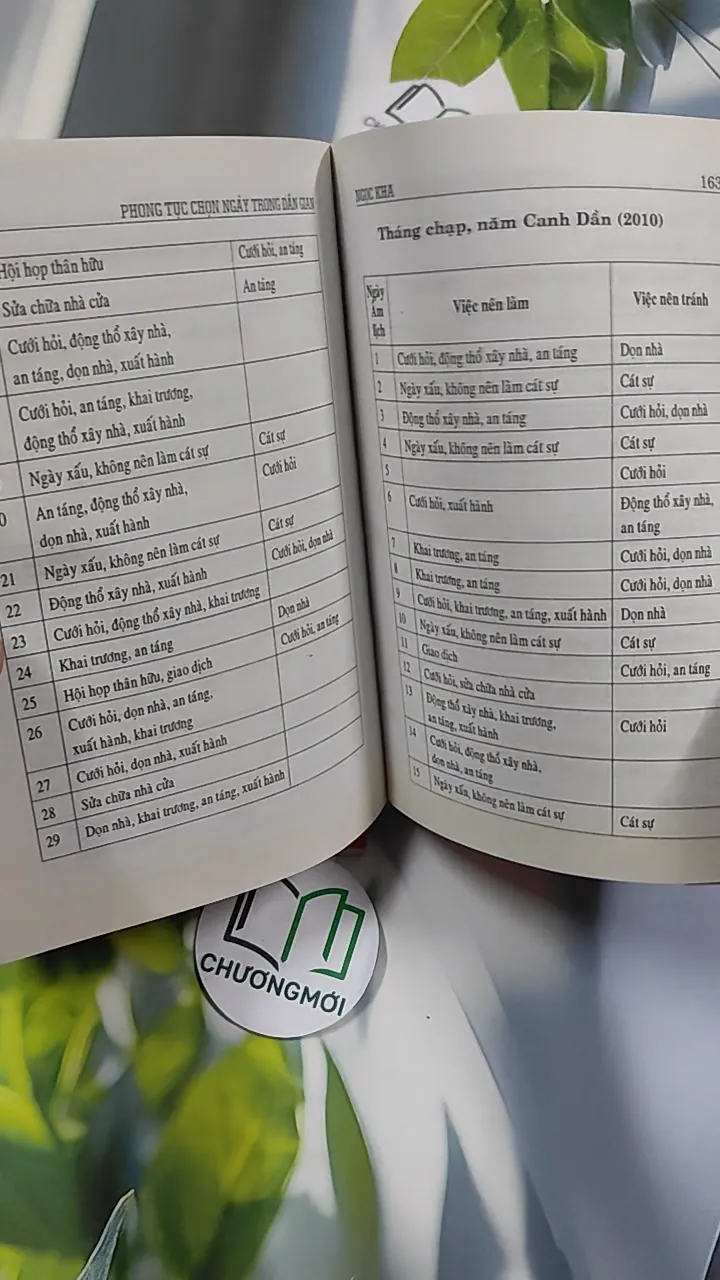 PHONG TỤC CHỌN NGÀY TRONG DÂN GIAN
Hội họp thân hữu
Cưới hỏi, an táng
Sửa chữa nhà cửa
An táng
Cưới hỏi, động thổ xây nhà,
an táng, dọn nhà, xuất hành
Cưới hỏi, an táng, khai trương,
động thổ xây nhà, xuất hành
Ngày xấu, không nên làm cát sự
Cát sự
0 An táng, động thổ xây nhà,
dọn nhà, xuất hành
Cưới hỏi
21 Ngày xấu, không nên làm cát sự
Cát sự
22 Động thổ xây nhà, xuất hành
Cưới hỏi, dọn nhà
23 Cưới hỏi, động thổ xây nhà, khai trương
24 Khai trương, an táng
Dọn nhà
25 Hội họp thân hữu, giao dịch
Cưới hỏi, an táng
26 Cưới hỏi, dọn nhà, an táng,
xuất hành, khai trương
27 Cưới hỏi, dọn nhà, xuất hành
28 Sửa chữa nhà cửa
29 Dọn nhà, khai trương, an táng, xuất hành
NGỌC KHA
163
Tháng chạp, năm Canh Dần (2010)
Ngày
Âm
lịch
Việc nên làm
Việc nên tránh
1 Cưới hỏi, động thổ xây nhà, an táng
Dọn nhà
2 Ngày xấu, không nên làm cát sự
Cát sự
3 Động thổ xây nhà, an táng
Cưới hỏi, dọn nhà
4 Ngày xấu, không nên làm cát sự
Cát sự
5
Cưới hỏi
6 Cưới hỏi, xuất hành
Động thổ xây nhà,
an táng
7 Khai trương, an táng
Cưới hỏi, dọn nhà
8 Khai trương, an táng
Cưới hỏi, dọn nhà
9 Cưới hỏi, khai trương, an táng, xuất hành
Dọn nhà
10 Ngày xấu, không nên làm cát sự
Cát sự
11 Giao dịch
Cưới hỏi, an táng
12 Cưới hỏi, sửa chữa nhà cửa
13 Động thổ xây nhà, khai trương,
an táng, xuất hành
Cưới hỏi
14 Cưới hỏi, động thổ xây nhà,
dọn nhà, an táng
15 Ngày xấu, không nên làm cát sự
Cát sự
CHƯƠNGMỚI